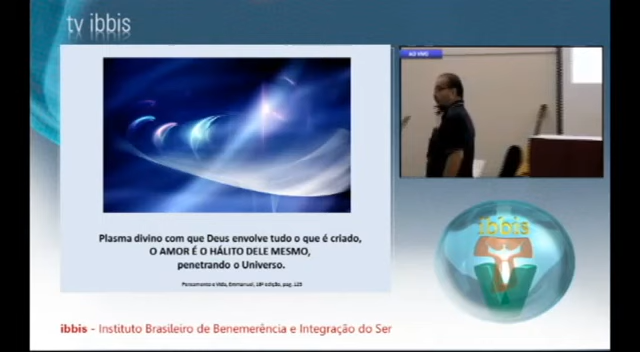 tv ibbis
AO VIVO
Plasma divino com que Deus envolve tudo o que é criado,
O AMOR É O HÁLITO DELE MESMO,
penetrando o Universo.
Pensamento e Vida, Emmanuel, 18ª edição, pag. 125
ibbis
ibbis - Instituto Brasileiro de Benemerência e Integração do Ser